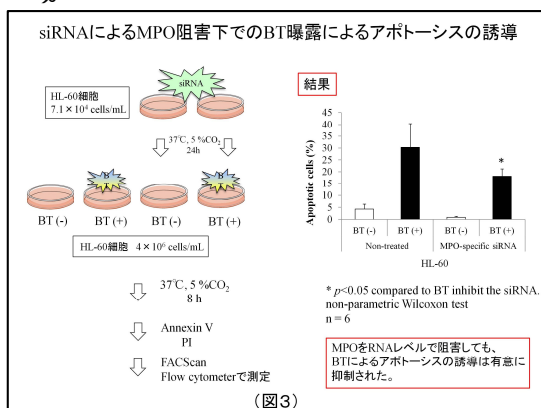 siRNAによるMPO阻害下でのBT曝露によるアポトーシスの誘導
HL-60細胞
7.1×10⁴ cells/mL
siRNA
37℃, 5 %CO₂
24h
BT
BT
BT (-)
BT (+)
BT (-)
BT (+)
HL-60細胞 4×10⁶ cells/mL
37℃, 5 %CO₂
8 h
Annexin V
PI
FACScan
Flow cytometerで測定
結果
Apoptotic cells (%)
45
40
35
30
25
20
15
10
5
0
*
BT (-)
BT (+)
BT (-)
BT (+)
Non-treated
MPO-specific siRNA
HL-60
* p<0.05 compared to BT inhibit the siRNA.
non-parametric Wilcoxon test
n = 6
MPOをRNAレベルで阻害しても、
BTによるアポトーシスの誘導は有意に
抑制された。
(図3)